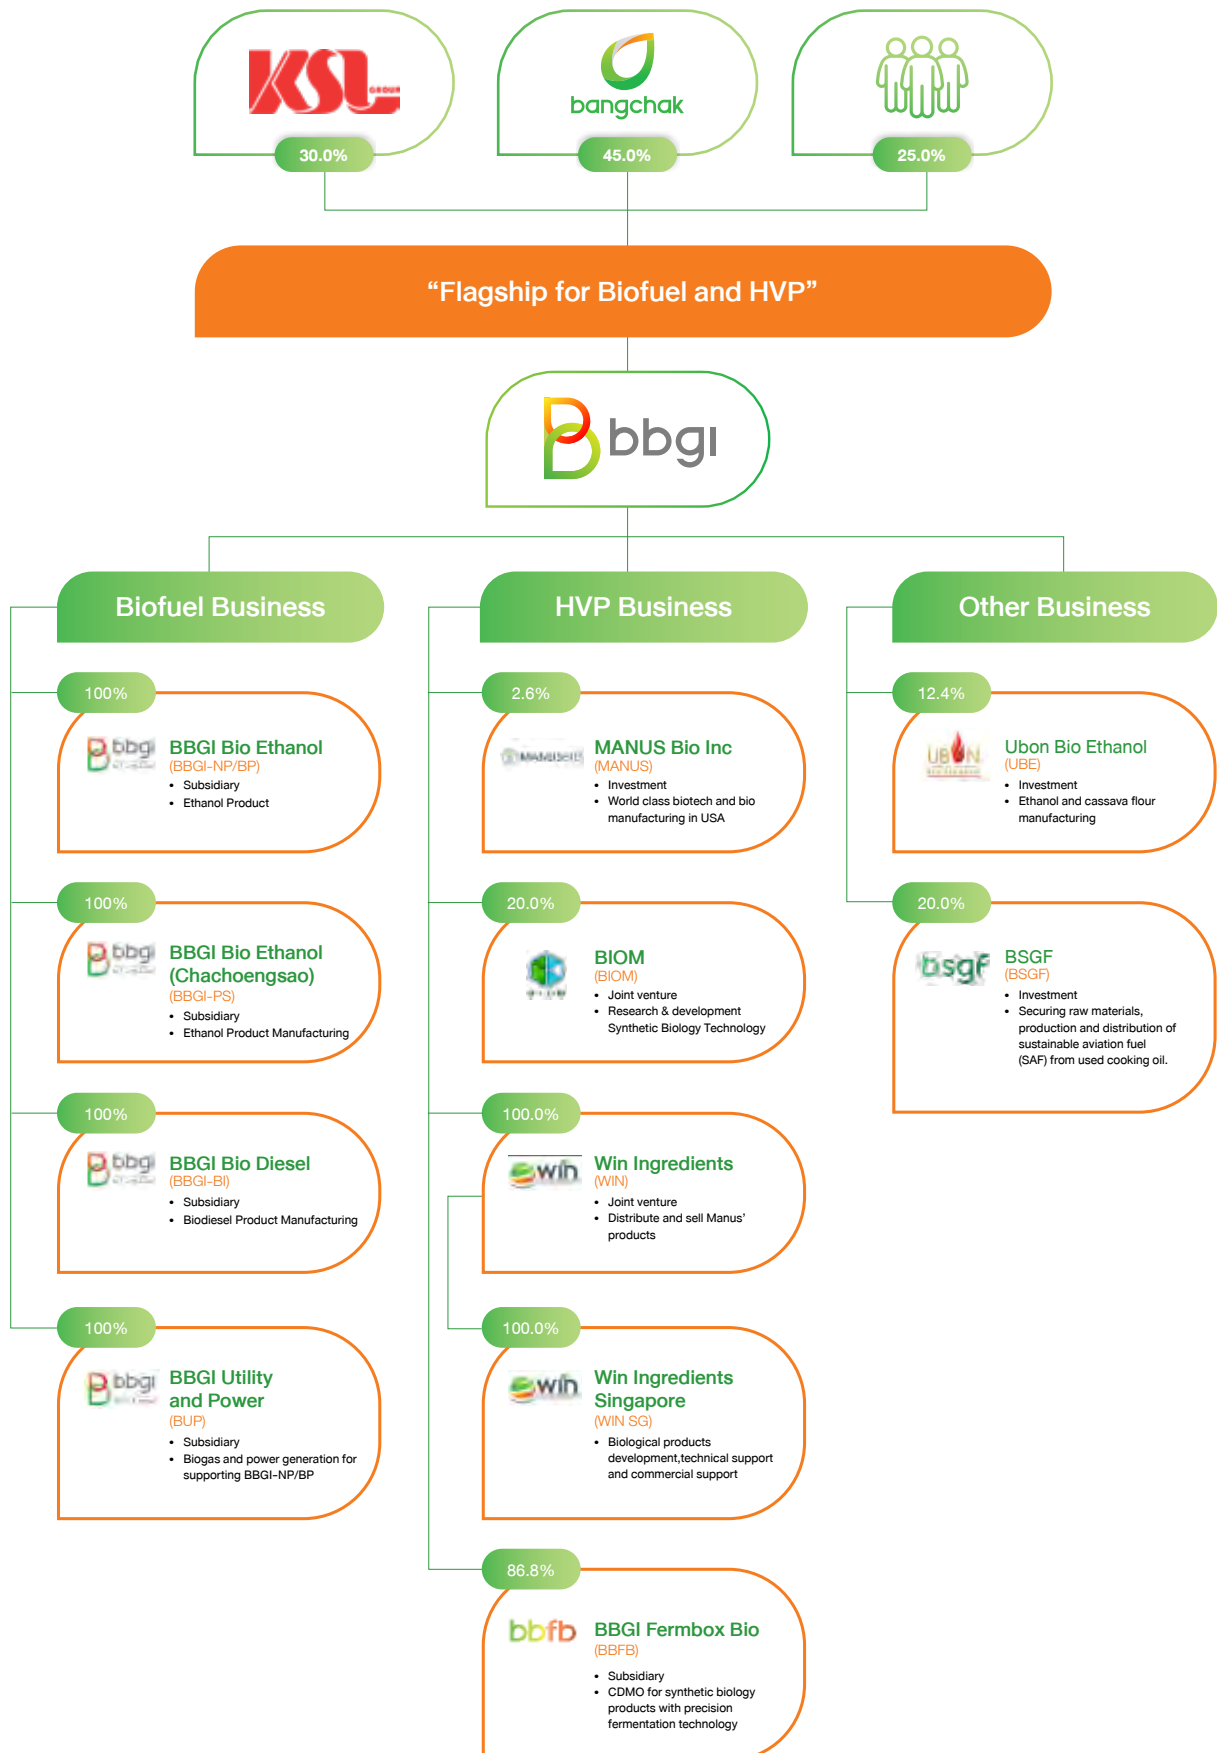 KSL
GROUP
bangchak
30.0%
45.0%
25.0%
“Flagship for Biofuel and HVP”
bbgi
Biofuel Business
HVP Business
Other Business
100%
bbgi
BBGI Bio Ethanol
(BBGI-NP/BP)
• Subsidiary
• Ethanol Product
100%
bbgi
BBGI Bio Ethanol
(Chachoengsao)
(BBGI-PS)
• Subsidiary
• Ethanol Product Manufacturing
100%
bbgi
BBGI Bio Diesel
(BBGI-BI)
• Subsidiary
• Biodiesel Product Manufacturing
100%
bbgi
BBGI Utility
and Power
(BUP)
• Subsidiary
• Biogas and power generation for
supporting BBGI-NP/BP
2.6%
MANUS Bio Inc
(MANUS)
• Investment
• World class biotech and bio
manufacturing in USA
20.0%
BIOM
(BIOM)
• Joint venture
• Research & development
Synthetic Biology Technology
100.0%
win
Win Ingredients
(WIN)
• Joint venture
• Distribute and sell Manus’
products
100.0%
win
Win Ingredients
Singapore
(WIN SG)
• Biological products
development,technical support
and commercial support
86.8%
bbfb
BBGI Fermbox Bio
(BBFB)
• Subsidiary
• CDMO for synthetic biology
products with precision
fermentation technology
12.4%
UBON
Ubon Bio Ethanol
(UBE)
• Investment
• Ethanol and cassava flour
manufacturing
20.0%
bsgf
BSGF
(BSGF)
• Investment
• Securing raw materials,
production and distribution of
sustainable aviation fuel
(SAF) from used cooking oil.